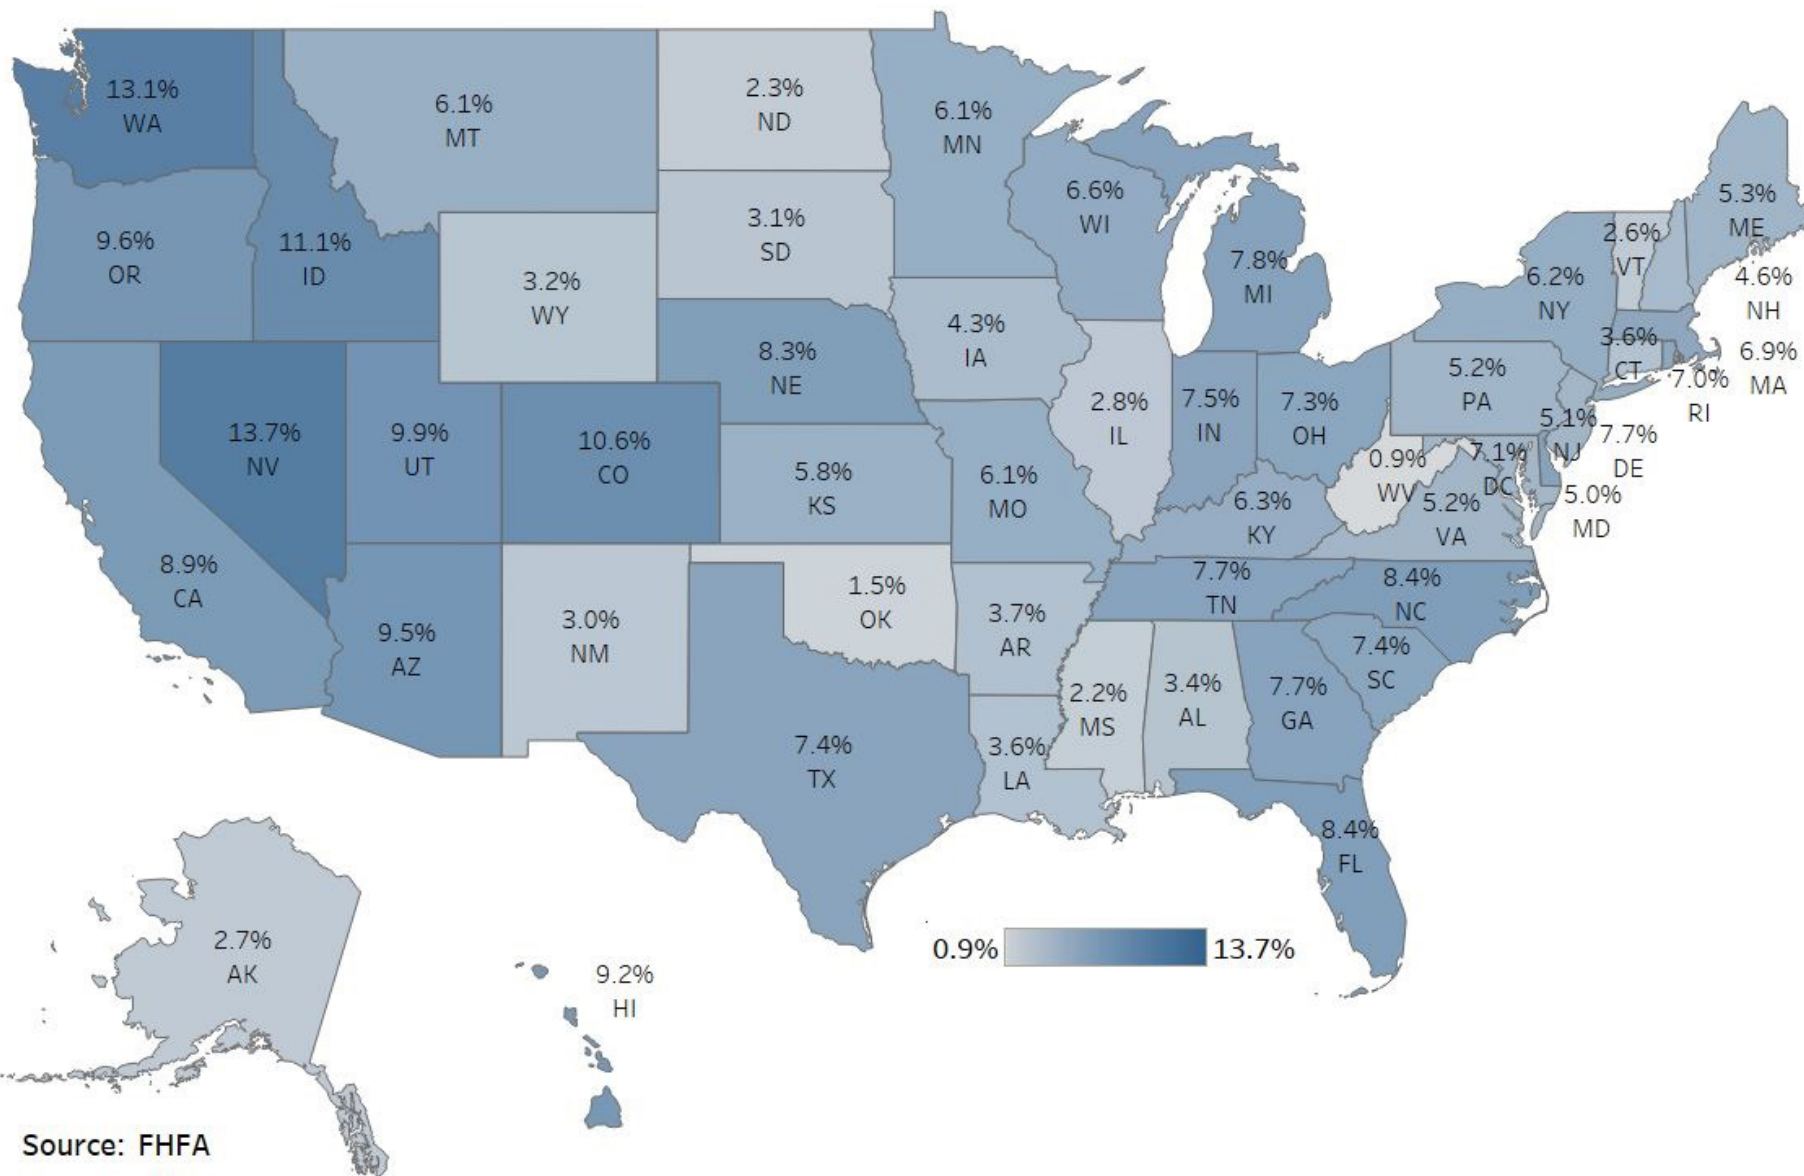 13.1%
WA
6.1%
MT
2.3%
ND
6.1%
MN
6.6%
WI
5.3%
ME
9.6%
OR
11.1%
ID
3.1%
SD
7.8%
MI
2.6%
VT
4.6%
NH
6.2%
NY
3.2%
WY
4.3%
IA
3.6%
CT
6.9%
MA
7.0%
RI
8.3%
NE
5.2%
PA
13.7%
NV
9.9%
UT
10.6%
CO
2.8%
IL
7.5%
IN
7.3%
OH
5.1%
NJ
7.7%
DE
5.8%
KS
6.1%
MO
0.9%
WV
7.1%
DC
5.0%
MD
6.3%
KY
5.2%
VA
8.9%
CA
7.7%
TN
8.4%
NC
9.5%
AZ
3.0%
NM
1.5%
OK
3.7%
AR
7.4%
SC
2.2%
MS
3.4%
AL
7.7%
GA
7.4%
TX
3.6%
LA
8.4%
FL
2.7%
AK
9.2%
HI
0.9% 13.7%
Source: FHFA